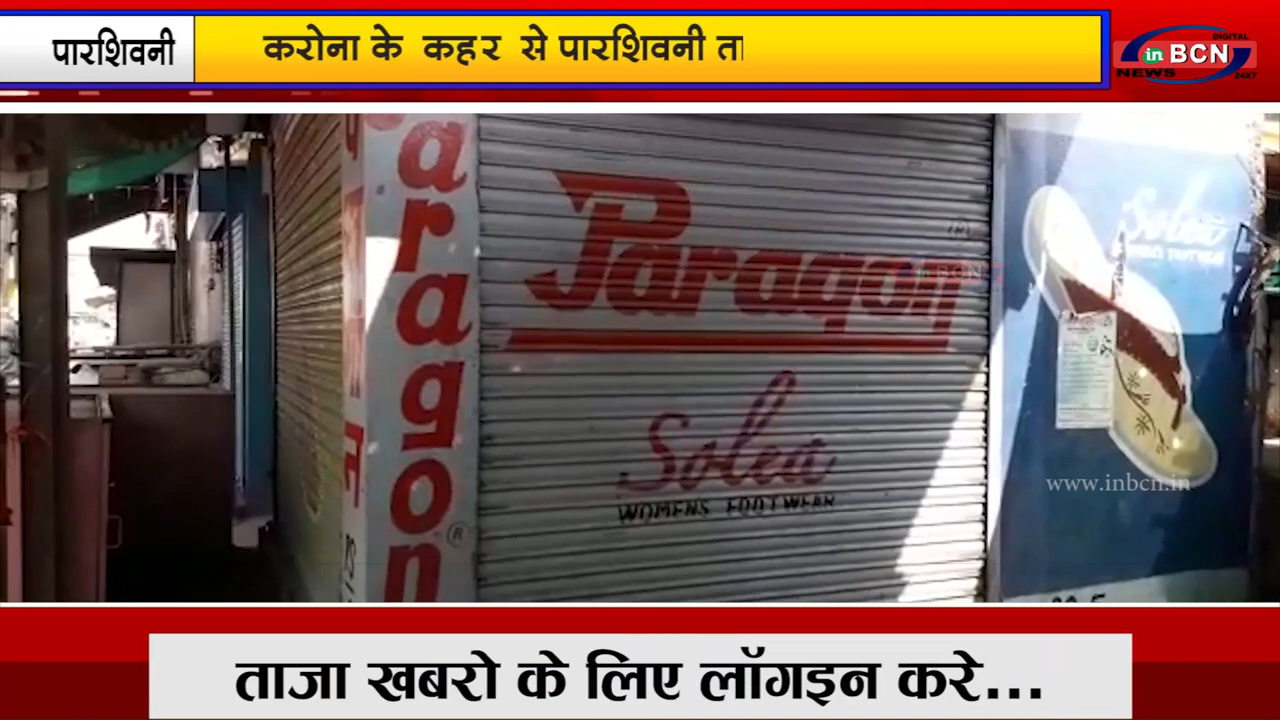 पारशिवनी
करोना के कहर से पारशिवनी ता
DIGITAL
in BCN
NEWS 24X7
aragon®
Paragon
Solea
WOMENS FOOTWEAR
Solea
www.inbcn.in
ताजा खबरो के लिए लॉगइन करे...